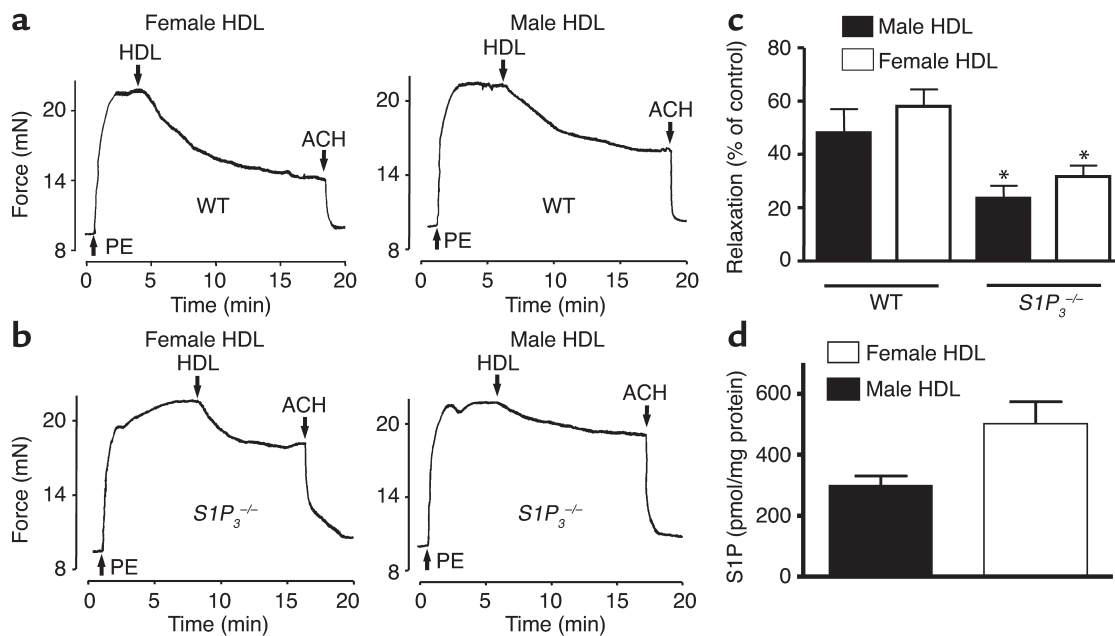 a
Female HDL
HDL
ACH
Force (mN)
20
14
8
WT
PE
0 5 10 15 20
Time (min)
Male HDL
HDL
ACH
20
14
8
WT
PE
0 5 10 15 20
Time (min)
b
Female HDL
HDL
ACH
Force (mN)
20
14
8
S1P3−/−
PE
0 5 10 15 20
Time (min)
Male HDL
HDL
ACH
20
14
8
S1P3−/−
PE
0 5 10 15 20
Time (min)
c
Male HDL
Female HDL
Relaxation (% of control)
80
60
40
20
0
* *
WT S1P3−/−
d
Female HDL
Male HDL
S1P (pmol/mg protein)
600
400
200
0